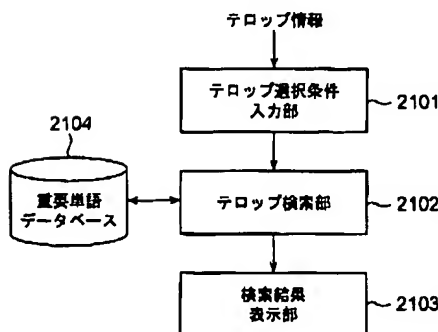 テロップ情報
テロップ選択条件
入力部
2101
2104
重要単語
データベース
テロップ検索部
2102
検索結果
表示部
2103